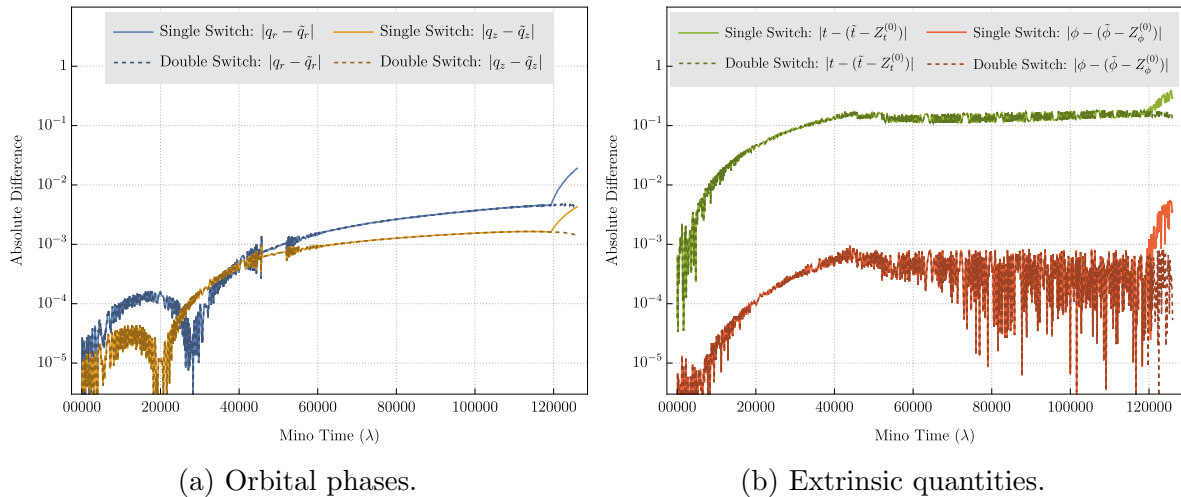 Single Switch: |q_r − q̃_r| Single Switch: |q_z − q̃_z|
Double Switch: |q_r − q̃_r| Double Switch: |q_z − q̃_z|
Absolute Difference
1
10^{-1}
10^{-2}
10^{-3}
10^{-4}
10^{-5}
00000 20000 40000 60000 80000 100000 120000
Mino Time (λ)
(a) Orbital phases.
Single Switch: |t − (t̃ − Z_t^{(0)})| Single Switch: |ϕ − (ϕ̃ − Z_ϕ^{(0)})|
Double Switch: |t − (t̃ − Z_t^{(0)})| Double Switch: |ϕ − (ϕ̃ − Z_ϕ^{(0)})|
Absolute Difference
1
10^{-1}
10^{-2}
10^{-3}
10^{-4}
10^{-5}
00000 20000 40000 60000 80000 100000 120000
Mino Time (λ)
(b) Extrinsic quantities.